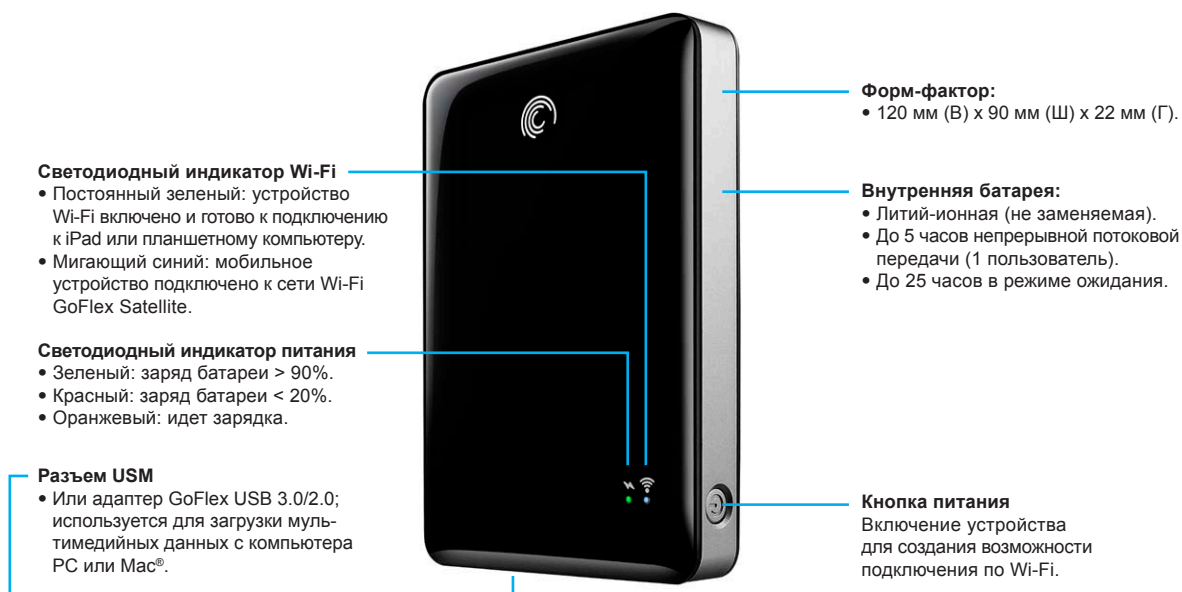 Форм-фактор:
• 120 мм (В) x 90 мм (Ш) x 22 мм (Г).
Светодиодный индикатор Wi-Fi
• Постоянный зеленый: устройство
Wi-Fi включено и готово к подключению
к iPad или планшетному компьютеру.
• Мигающий синий: мобильное
устройство подключено к сети Wi-Fi
GoFlex Satellite.
Внутренняя батарея:
• Литий-ионная (не заменяемая).
• До 5 часов непрерывной потоковой
передачи (1 пользователь).
• До 25 часов в режиме ожидания.
Светодиодный индикатор питания
• Зеленый: заряд батареи > 90%.
• Красный: заряд батареи < 20%.
• Оранжевый: идет зарядка.
Разъем USM
• Или адаптер GoFlex USB 3.0/2.0;
используется для загрузки муль-
тимедийных данных с компьютера
PC или Mac®.
Кнопка питания
Включение устройства
для создания возможности
подключения по Wi-Fi.